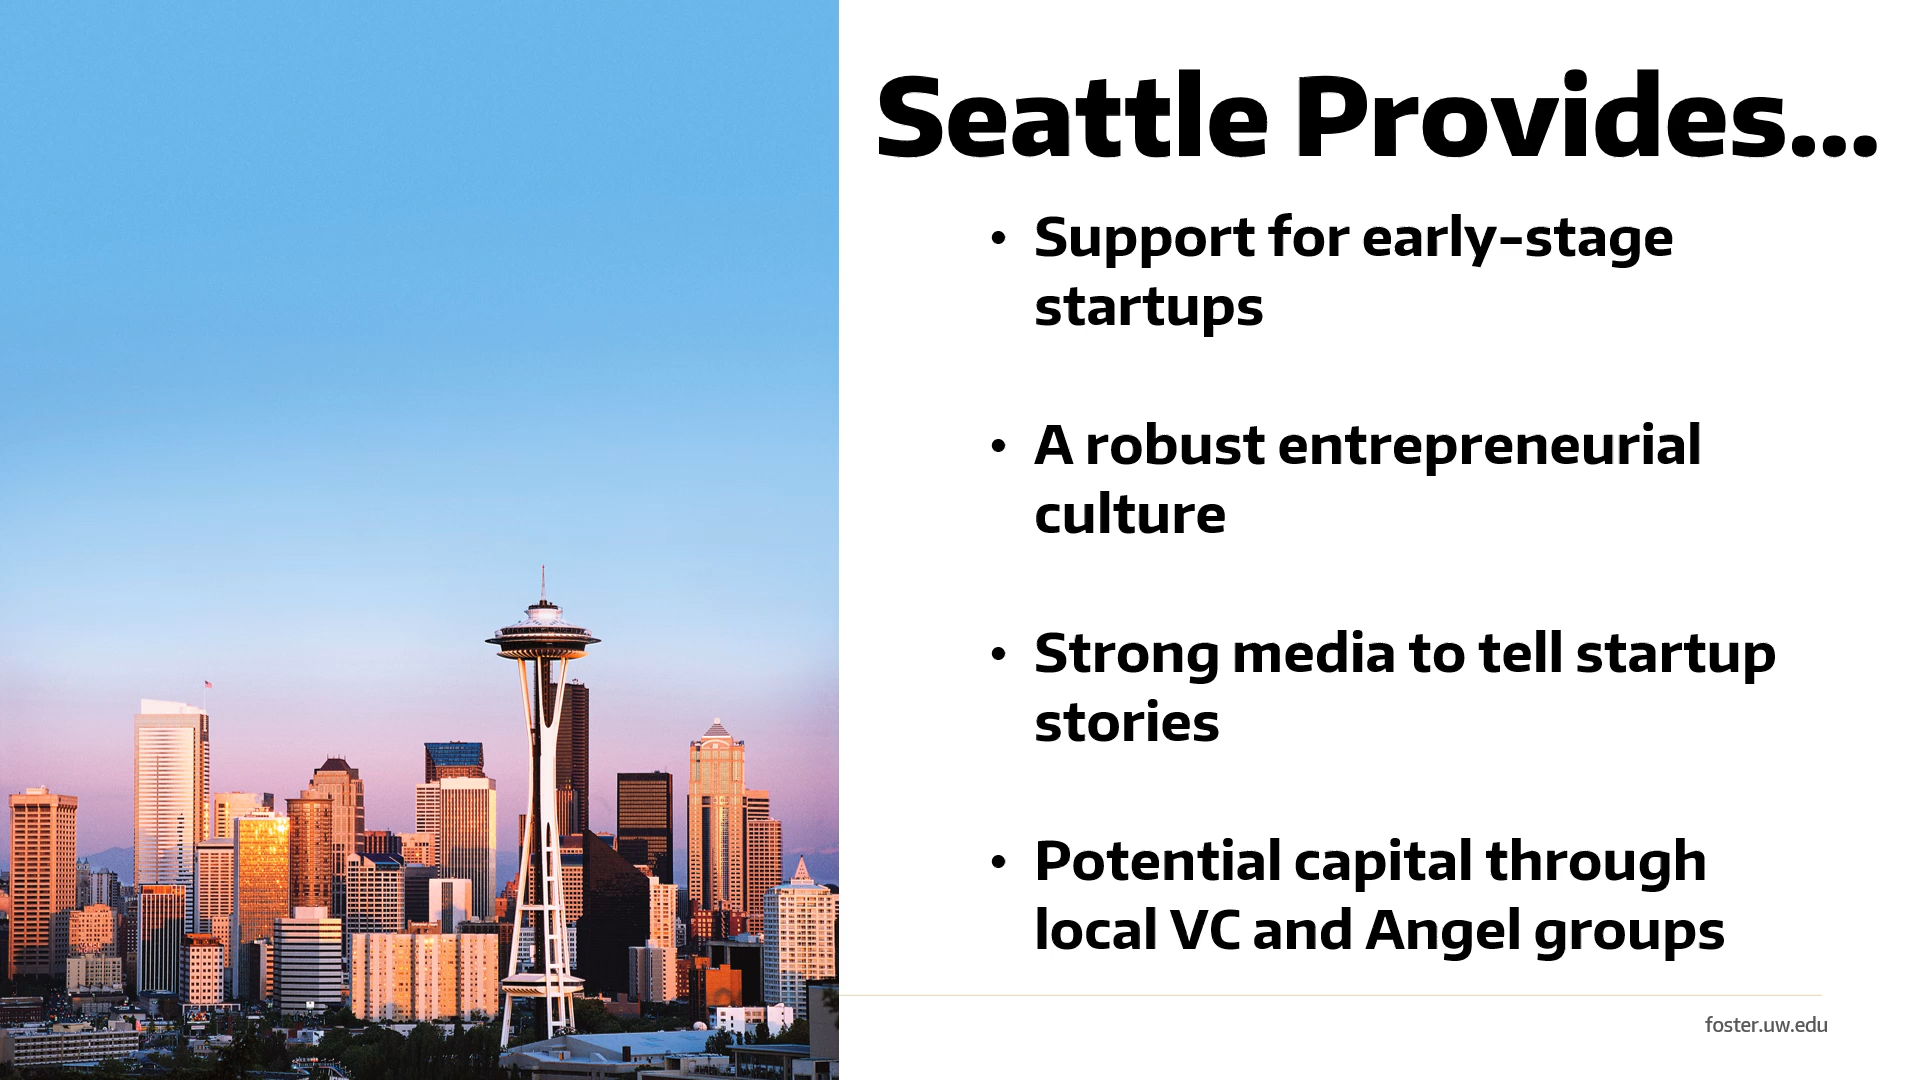 Seattle Provides...
• Support for early-stage
startups
• A robust entrepreneurial
culture
• Strong media to tell startup
stories
• Potential capital through
local VC and Angel groups
foster.uw.edu